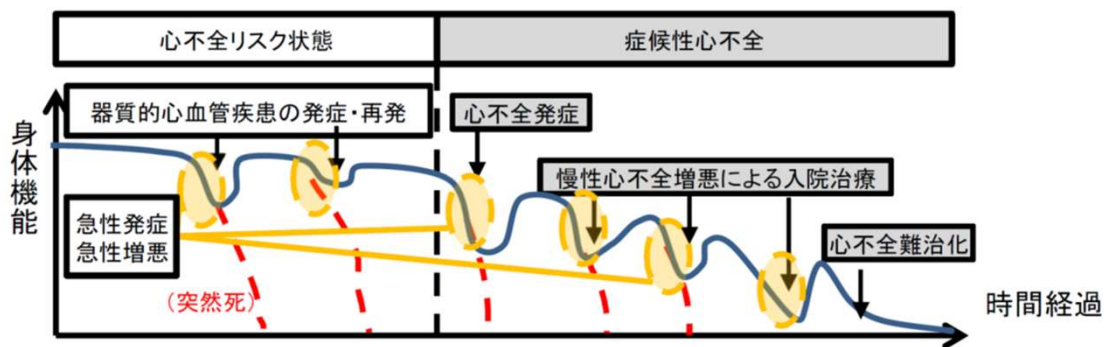 心不全リスク状態
症候性心不全
器質的心血管疾患の発症・再発
心不全発症
身体機能
慢性心不全増悪による入院治療
急性発症
急性増悪
心不全難治化
(突然死)
時間経過